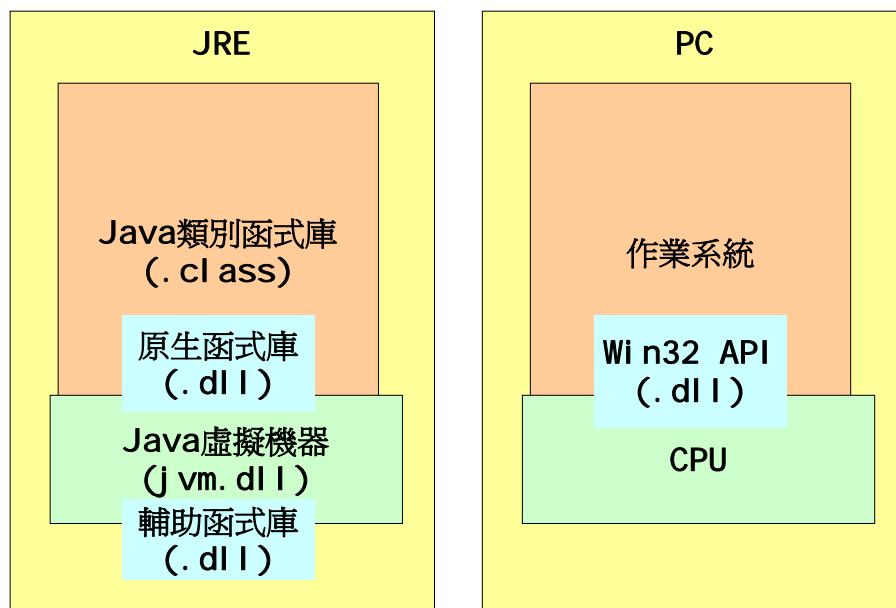 JRE
Java類別函式庫
(.class)
原生函式庫
(.dll)
Java虛擬機器
(jvm.dll)
輔助函式庫
(.dll)
PC
作業系統
Win32 API
(.dll)
CPU